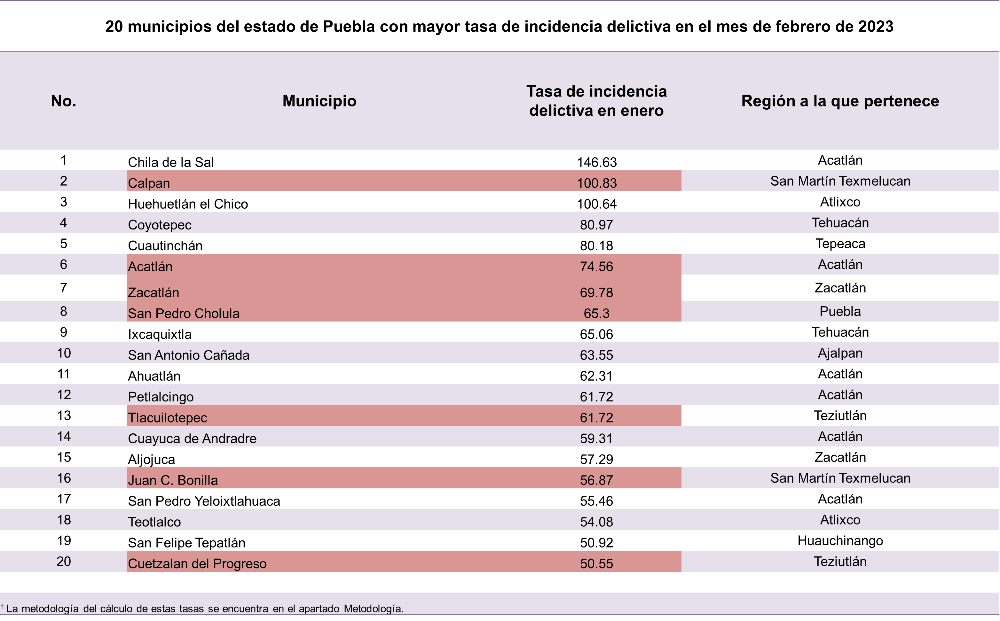 20 municipios del estado de Puebla con mayor tasa de incidencia delictiva en el mes de febrero de 2023
No. Municipio Tasa de incidencia delictiva en enero Región a la que pertenece
1 Chila de la Sal 146.63 Acatlán
2 Calpan 100.83 San Martín Texmelucan
3 Huehuetlán el Chico 100.64 Atlixco
4 Coyotepec 80.97 Tehuacán
5 Cuautinchán 80.18 Tepeaca
6 Acatlán 74.56 Acatlán
7 Zacatlán 69.78 Zacatlán
8 San Pedro Cholula 65.3 Puebla
9 Ixcaquixtla 65.06 Tehuacán
10 San Antonio Cañada 63.55 Ajalpan
11 Ahuatlán 62.31 Acatlán
12 Petlalcingo 61.72 Acatlán
13 Tlacuilotepec 61.72 Teziutlán
14 Cuayuca de Andradre 59.31 Acatlán
15 Aljojuca 57.29 Zacatlán
16 Juan C. Bonilla 56.87 San Martín Texmelucan
17 San Pedro Yeloixtlahuaca 55.46 Acatlán
18 Teotlalco 54.08 Atlixco
19 San Felipe Tepatlán 50.92 Huauchinango
20 Cuetzalan del Progreso 50.55 Teziutlán
¹ La metodología del cálculo de estas tasas se encuentra en el apartado Metodología.